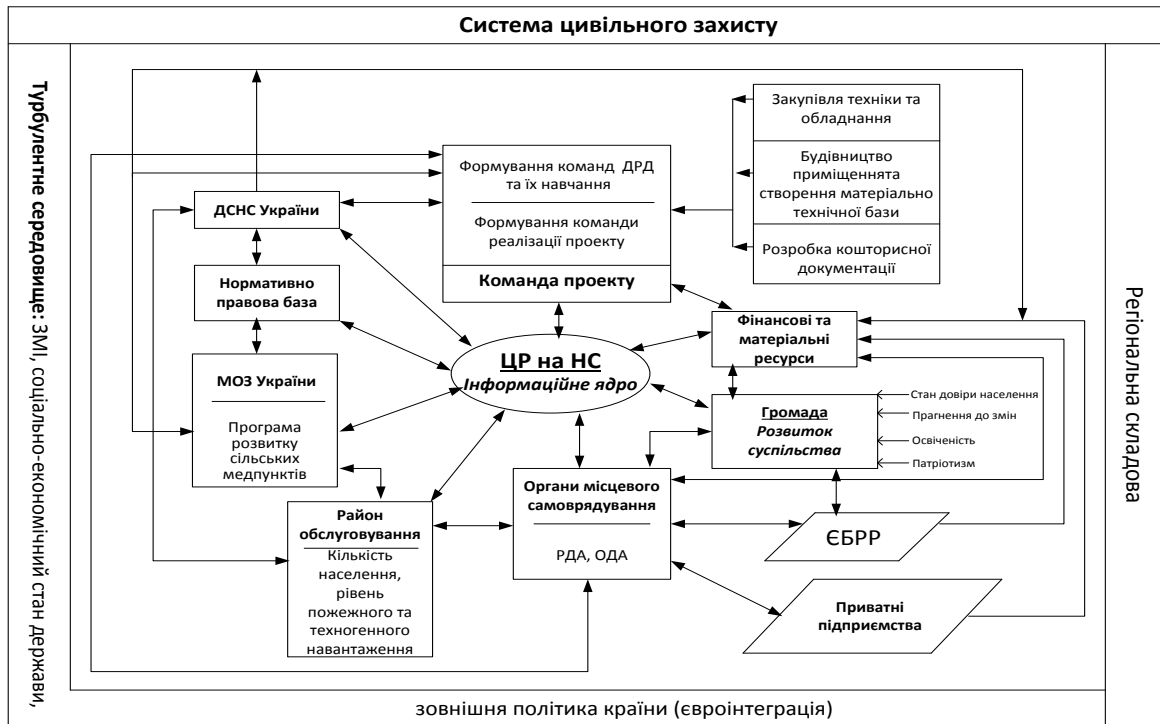 Система цивільного захисту
Турбулентне середовище: ЗМІ, соціально-економічний стан держави,
Закупівля техніки та
обладнання
Будівництво
приміщеннята
створення матеріально
технічної бази
Розробка кошторисної
документації
Формування команд ДРД
та їх навчання
Формування команди
реалізації проекту
Команда проекту
ДСНС України
Нормативно
правова база
МОЗ України
Програма
розвитку
сільських
медпунктів
ЦР на НС
Інформаційне ядро
Фінансові та
матеріальні
ресурси
Громада
Розвиток
суспільства
Стан довіри населення
Прагнення до змін
Освіченість
Патріотизм
Район
обслуговування
Кількість
населення,
рівень
пожежного та
техногенного
навантаження
Органи місцевого
самоврядування
РДА, ОДА
ЄБРР
Приватні
підприємства
Регіональна складова
зовнішня політика країни (євроінтеграція)